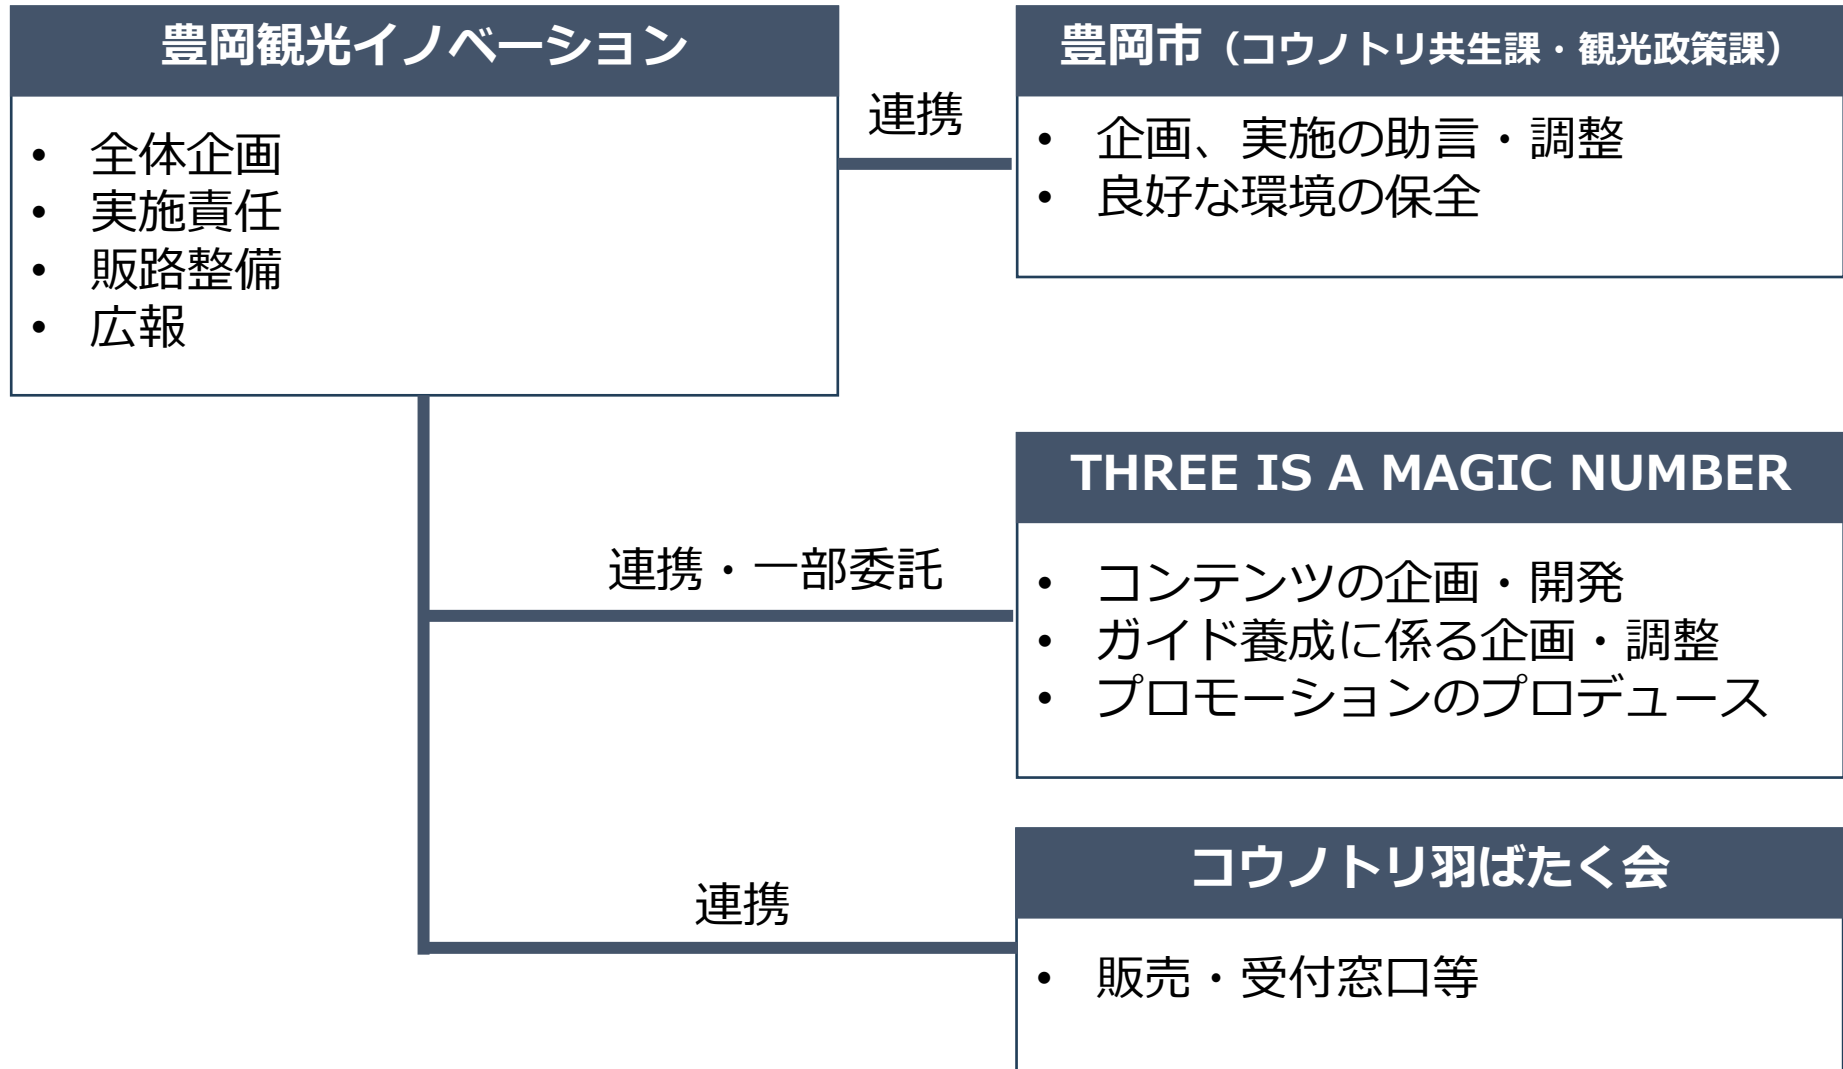 豊岡観光イノベーション
• 全体企画
• 実施責任
• 販路整備
• 広報
連携
豊岡市（コウノトリ共生課・観光政策課）
• 企画、実施の助言・調整
• 良好な環境の保全
連携・一部委託
THREE IS A MAGIC NUMBER
• コンテンツの企画・開発
• ガイド養成に係る企画・調整
• プロモーションのプロデュース
連携
コウノトリ羽ばたく会
• 販売・受付窓口等